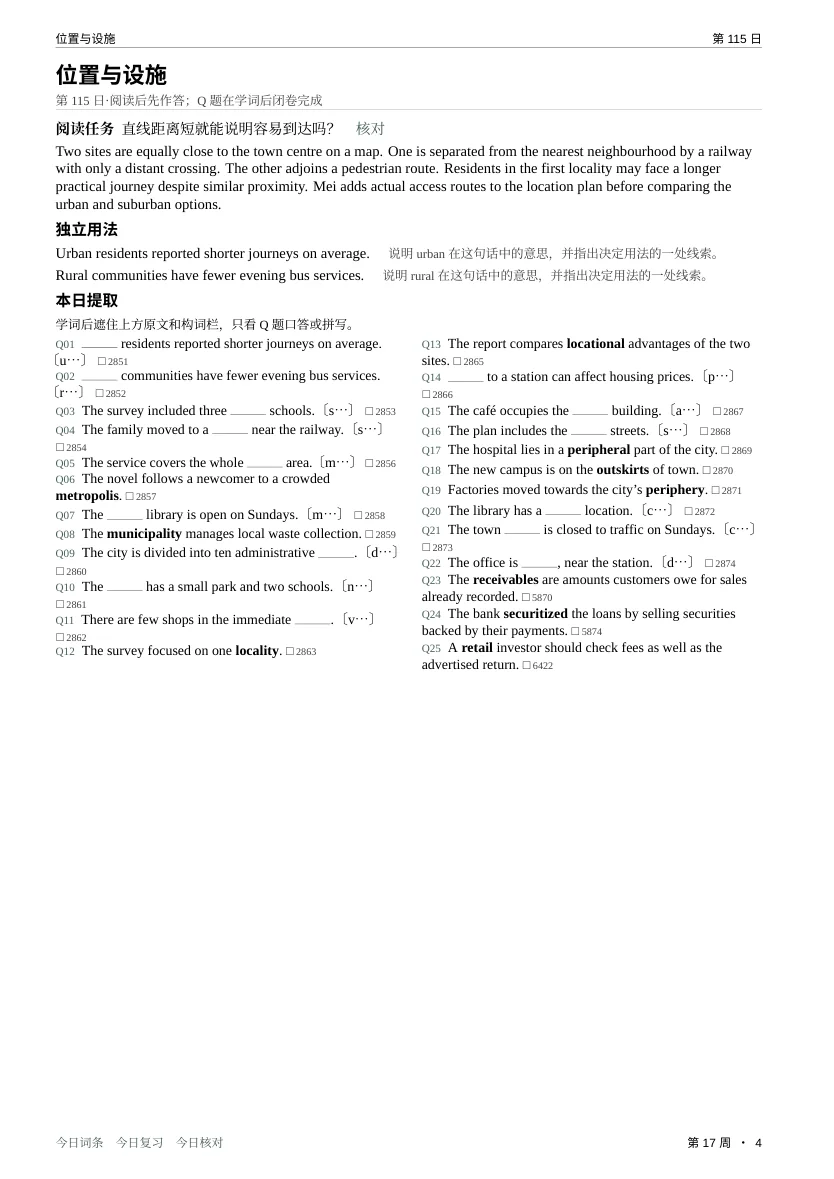 位置与设施 第 115 日
位置与设施
第 115 日·阅读后先作答；Q 题在学词后闭卷完成
阅读任务 直线距离短就能说明容易到达吗？ 核对
Two sites are equally close to the town centre on a map. One is separated from the nearest neighbourhood by a railway
with only a distant crossing. The other adjoins a pedestrian route. Residents in the first locality may face a longer
practical journey despite similar proximity. Mei adds actual access routes to the location plan before comparing the
urban and suburban options.
独立用法
Urban residents reported shorter journeys on average. 说明 urban 在这句话中的意思，并指出决定用法的一处线索。
Rural communities have fewer evening bus services. 说明 rural 在这句话中的意思，并指出决定用法的一处线索。
本日提取
学词后遮住上方原文和构词栏，只看 Q 题口答或拼写。
Q01 _____ residents reported shorter journeys on average.
〔u···〕 □ 2851
Q02 _____ communities have fewer evening bus services.
〔r···〕 □ 2852
Q03 The survey included three _____ schools.〔s···〕 □ 2853
Q04 The family moved to a _____ near the railway.〔s···〕
□ 2854
Q05 The service covers the whole _____ area.〔m···〕 □ 2856
Q06 The novel follows a newcomer to a crowded
metropolis. □ 2857
Q07 The _____ library is open on Sundays.〔m···〕 □ 2858
Q08 The municipality manages local waste collection. □ 2859
Q09 The city is divided into ten administrative _____.〔d···〕
□ 2860
Q10 The _____ has a small park and two schools.〔n···〕
□ 2861
Q11 There are few shops in the immediate _____.〔v···〕
□ 2862
Q12 The survey focused on one locality. □ 2863
Q13 The report compares locational advantages of the two
sites. □ 2865
Q14 _____ to a station can affect housing prices.〔p···〕
□ 2866
Q15 The café occupies the _____ building.〔a···〕 □ 2867
Q16 The plan includes the _____ streets.〔s···〕 □ 2868
Q17 The hospital lies in a peripheral part of the city. □ 2869
Q18 The new campus is on the outskirts of town. □ 2870
Q19 Factories moved towards the city’s periphery. □ 2871
Q20 The library has a _____ location.〔c···〕 □ 2872
Q21 The town _____ is closed to traffic on Sundays.〔c···〕
□ 2873
Q22 The office is _____, near the station.〔d···〕 □ 2874
Q23 The receivables are amounts customers owe for sales
already recorded. □ 5870
Q24 The bank securitized the loans by selling securities
backed by their payments. □ 5874
Q25 A retail investor should check fees as well as the
advertised return. □ 6422
今日词条 今日复习 今日核对 第 17 周 · 4